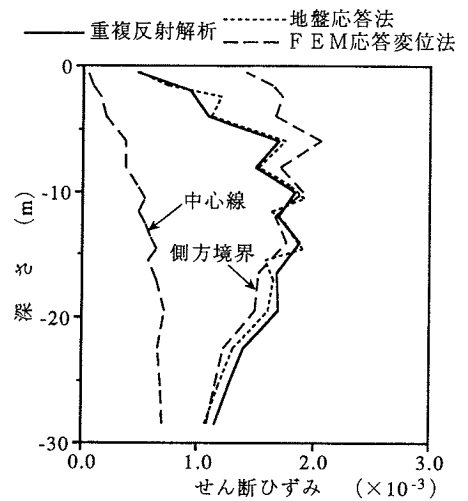 重複反射解析
地盤応答法
ＦＥＭ応答変位法
0
-10
-20
-30
深さ（m）
中心線
側方境界
0.0
1.0
2.0
3.0
せん断ひずみ （×10⁻³）